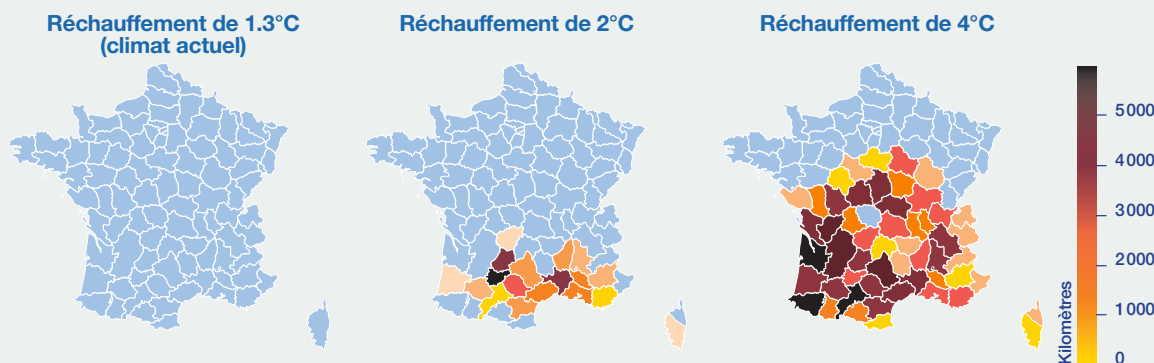 Réchauffement de 1.3°C
(climat actuel)
Réchauffement de 2°C
Réchauffement de 4°C
5000
4000
3000
2000
1000
0
Kilomètres